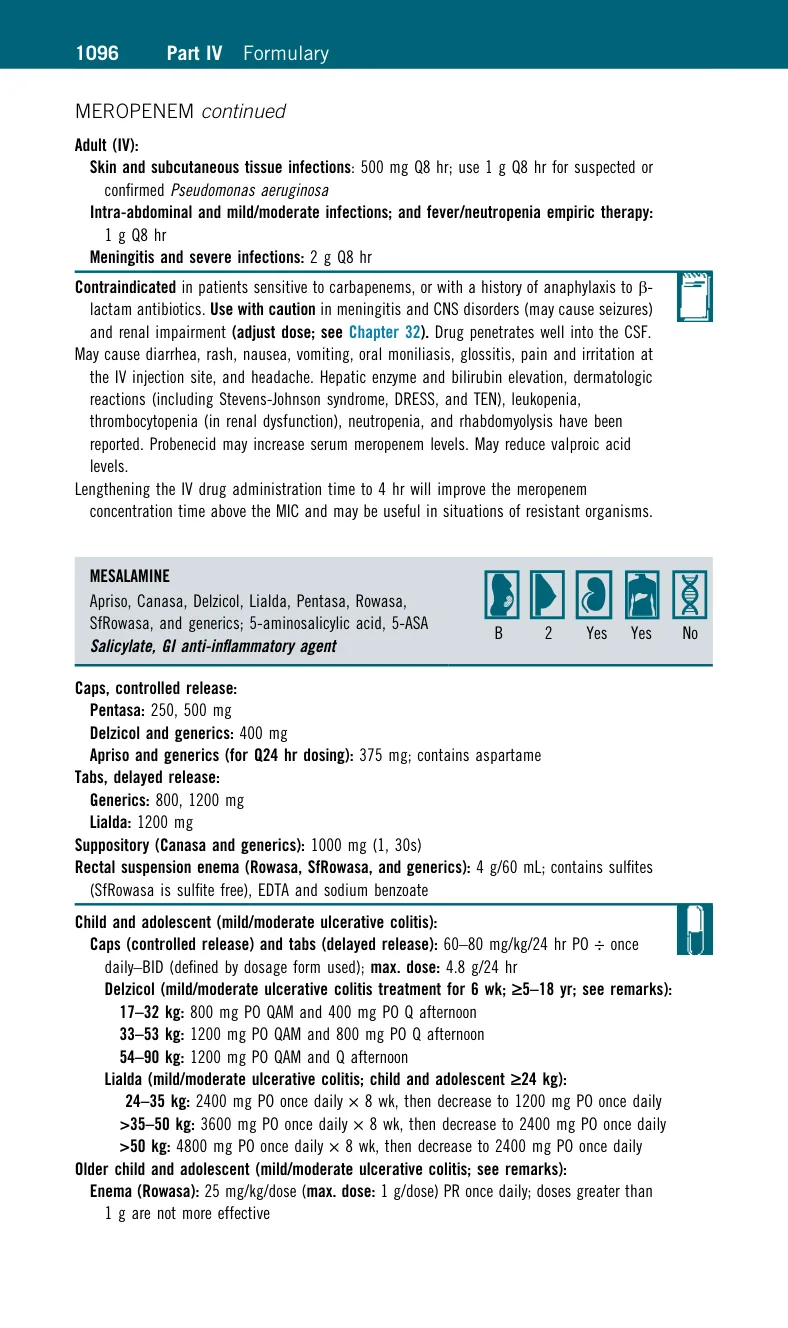 1096 Part IV Formulary
MEROPENEM continued
Adult (IV):
Skin and subcutaneous tissue infections: 500 mg Q8 hr; use 1 g Q8 hr for suspected or
confirmed Pseudomonas aeruginosa
Intra-abdominal and mild/moderate infections; and fever/neutropenia empiric therapy:
1 g Q8 hr
Meningitis and severe infections: 2 g Q8 hr
Contraindicated in patients sensitive to carbapenems, or with a history of anaphylaxis to β-
lactam antibiotics. Use with caution in meningitis and CNS disorders (may cause seizures)
and renal impairment (adjust dose; see Chapter 32). Drug penetrates well into the CSF.
May cause diarrhea, rash, nausea, vomiting, oral moniliasis, glossitis, pain and irritation at
the IV injection site, and headache. Hepatic enzyme and bilirubin elevation, dermatologic
reactions (including Stevens-Johnson syndrome, DRESS, and TEN), leukopenia,
thrombocytopenia (in renal dysfunction), neutropenia, and rhabdomyolysis have been
reported. Probenecid may increase serum meropenem levels. May reduce valproic acid
levels.
Lengthening the IV drug administration time to 4 hr will improve the meropenem
concentration time above the MIC and may be useful in situations of resistant organisms.
MESALAMINE
Apriso, Canasa, Delzicol, Lialda, Pentasa, Rowasa,
SfRowasa, and generics; 5-aminosalicylic acid, 5-ASA
Salicylate, GI anti-inflammatory agent
B 2 Yes Yes No
Caps, controlled release:
Pentasa: 250, 500 mg
Delzicol and generics: 400 mg
Apriso and generics (for Q24 hr dosing): 375 mg; contains aspartame
Tabs, delayed release:
Generics: 800, 1200 mg
Lialda: 1200 mg
Suppository (Canasa and generics): 1000 mg (1, 30s)
Rectal suspension enema (Rowasa, SfRowasa, and generics): 4 g/60 mL; contains sulfites
(SfRowasa is sulfite free), EDTA and sodium benzoate
Child and adolescent (mild/moderate ulcerative colitis):
Caps (controlled release) and tabs (delayed release): 60–80 mg/kg/24 hr PO ÷ once
daily–BID (defined by dosage form used); max. dose: 4.8 g/24 hr
Delzicol (mild/moderate ulcerative colitis treatment for 6 wk; ≥5–18 yr; see remarks):
17–32 kg: 800 mg PO QAM and 400 mg PO Q afternoon
33–53 kg: 1200 mg PO QAM and 800 mg PO Q afternoon
54–90 kg: 1200 mg PO QAM and Q afternoon
Lialda (mild/moderate ulcerative colitis; child and adolescent ≥24 kg):
24–35 kg: 2400 mg PO once daily × 8 wk, then decrease to 1200 mg PO once daily
>35–50 kg: 3600 mg PO once daily × 8 wk, then decrease to 2400 mg PO once daily
>50 kg: 4800 mg PO once daily × 8 wk, then decrease to 2400 mg PO once daily
Older child and adolescent (mild/moderate ulcerative colitis; see remarks):
Enema (Rowasa): 25 mg/kg/dose (max. dose: 1 g/dose) PR once daily; doses greater than
1 g are not more effective